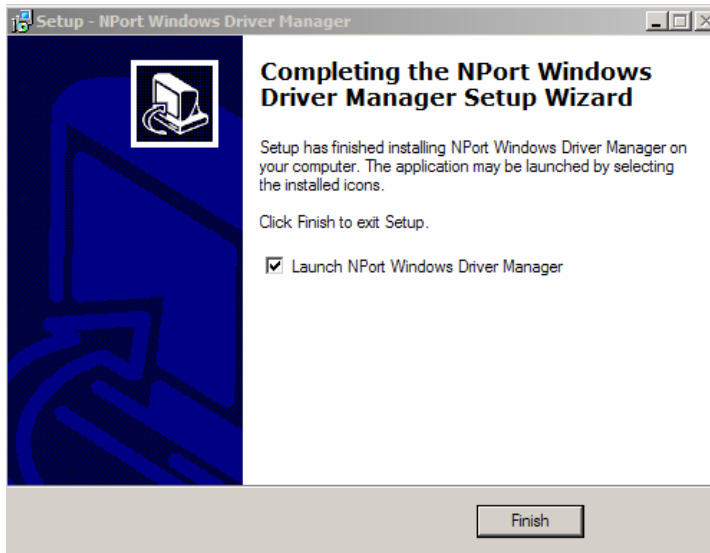 Setup - NPort Windows Driver Manager
Completing the NPort Windows
Driver Manager Setup Wizard
Setup has finished installing NPort Windows Driver Manager on
your computer. The application may be launched by selecting
the installed icons.
Click Finish to exit Setup.
Launch NPort Windows Driver Manager
Finish